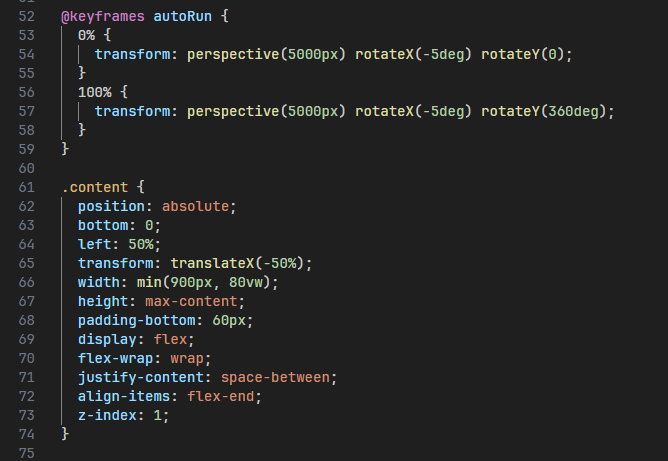 52 @keyframes autoRun {
53   0% {
54     transform: perspective(5000px) rotateX(-5deg) rotateY(0);
55   }
56   100% {
57     transform: perspective(5000px) rotateX(-5deg) rotateY(360deg);
58   }
59 }
60
61 .content {
62   position: absolute;
63   bottom: 0;
64   left: 50%;
65   transform: translateX(-50%);
66   width: min(900px, 80vw);
67   height: max-content;
68   padding-bottom: 60px;
69   display: flex;
70   flex-wrap: wrap;
71   justify-content: space-between;
72   align-items: flex-end;
73   z-index: 1;
74 }
75